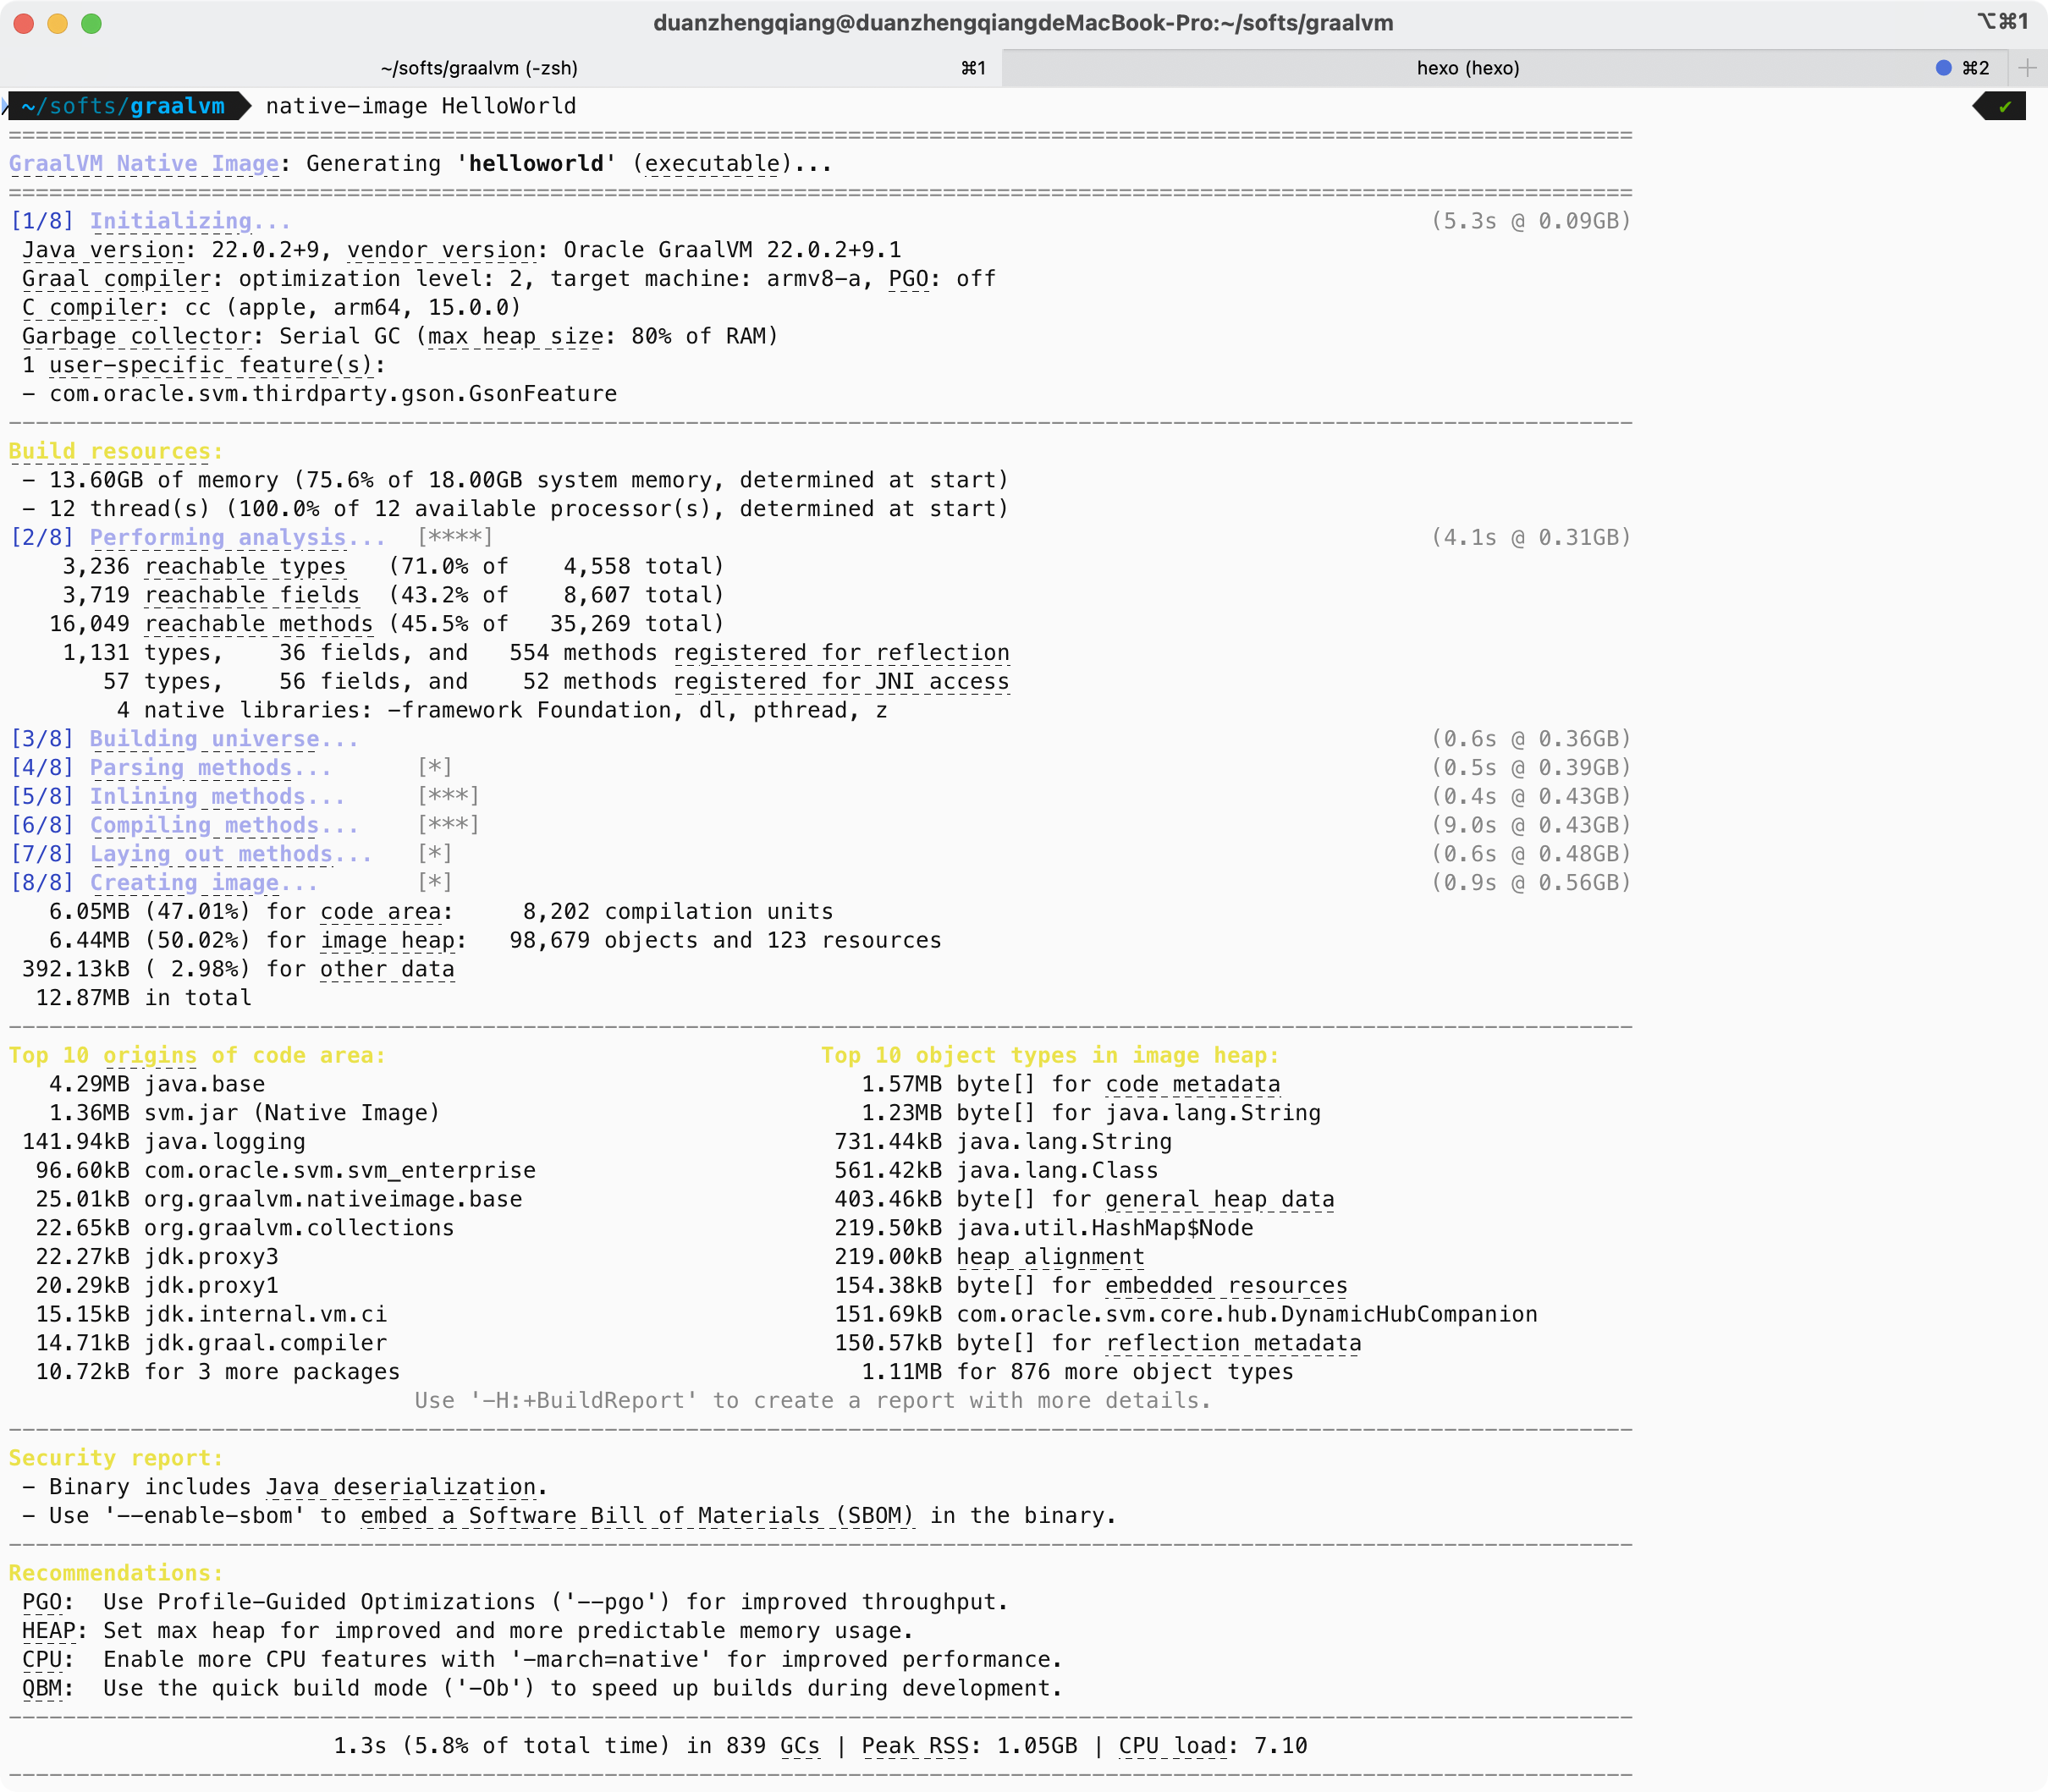 duanzhengqiang@duanzhengqiangdeMacBook-Pro:~/softs/graalvm ⌥⌘1
~/softs/graalvm (-zsh) ⌘1 hexo (hexo) ⌘2
~/softs/graalvm native-image HelloWorld ✔
========================================================================================================================
GraalVM Native Image: Generating 'helloworld' (executable)...
========================================================================================================================
[1/8] Initializing... (5.3s @ 0.09GB)
Java version: 22.0.2+9, vendor version: Oracle GraalVM 22.0.2+9.1
Graal compiler: optimization level: 2, target machine: armv8-a, PGO: off
C compiler: cc (apple, arm64, 15.0.0)
Garbage collector: Serial GC (max heap size: 80% of RAM)
1 user-specific feature(s):
- com.oracle.svm.thirdparty.gson.GsonFeature
------------------------------------------------------------------------------------------------------------------------
Build resources:
- 13.60GB of memory (75.6% of 18.00GB system memory, determined at start)
- 12 thread(s) (100.0% of 12 available processor(s), determined at start)
[2/8] Performing analysis... [****] (4.1s @ 0.31GB)
3,236 reachable types (71.0% of 4,558 total)
3,719 reachable fields (43.2% of 8,607 total)
16,049 reachable methods (45.5% of 35,269 total)
1,131 types, 36 fields, and 554 methods registered for reflection
57 types, 56 fields, and 52 methods registered for JNI access
4 native libraries: -framework Foundation, dl, pthread, z
[3/8] Building universe... (0.6s @ 0.36GB)
[4/8] Parsing methods... [*] (0.5s @ 0.39GB)
[5/8] Inlining methods... [***] (0.4s @ 0.43GB)
[6/8] Compiling methods... [***] (9.0s @ 0.43GB)
[7/8] Laying out methods... [*] (0.6s @ 0.48GB)
[8/8] Creating image... [*] (0.9s @ 0.56GB)
6.05MB (47.01%) for code area: 8,202 compilation units
6.44MB (50.02%) for image heap: 98,679 objects and 123 resources
392.13kB ( 2.98%) for other data
12.87MB in total
------------------------------------------------------------------------------------------------------------------------
Top 10 origins of code area: Top 10 object types in image heap:
4.29MB java.base 1.57MB byte[] for code metadata
1.36MB svm.jar (Native Image) 1.23MB byte[] for java.lang.String
141.94kB java.logging 731.44kB java.lang.String
96.60kB com.oracle.svm.svm_enterprise 561.42kB java.lang.Class
25.01kB org.graalvm.nativeimage.base 403.46kB byte[] for general heap data
22.65kB org.graalvm.collections 219.50kB java.util.HashMap$Node
22.27kB jdk.proxy3 219.00kB heap alignment
20.29kB jdk.proxy1 154.38kB byte[] for embedded resources
15.15kB jdk.internal.vm.ci 151.69kB com.oracle.svm.core.hub.DynamicHubCompanion
14.71kB jdk.graal.compiler 150.57kB byte[] for reflection metadata
10.72kB for 3 more packages 1.11MB for 876 more object types
Use '-H:+BuildReport' to create a report with more details.
------------------------------------------------------------------------------------------------------------------------
Security report:
- Binary includes Java deserialization.
- Use '--enable-sbom' to embed a Software Bill of Materials (SBOM) in the binary.
------------------------------------------------------------------------------------------------------------------------
Recommendations:
PGO: Use Profile-Guided Optimizations ('--pgo') for improved throughput.
HEAP: Set max heap for improved and more predictable memory usage.
CPU: Enable more CPU features with '-march=native' for improved performance.
QBM: Use the quick build mode ('-Ob') to speed up builds during development.
------------------------------------------------------------------------------------------------------------------------
1.3s (5.8% of total time) in 839 GCs | Peak RSS: 1.05GB | CPU load: 7.10
------------------------------------------------------------------------------------------------------------------------